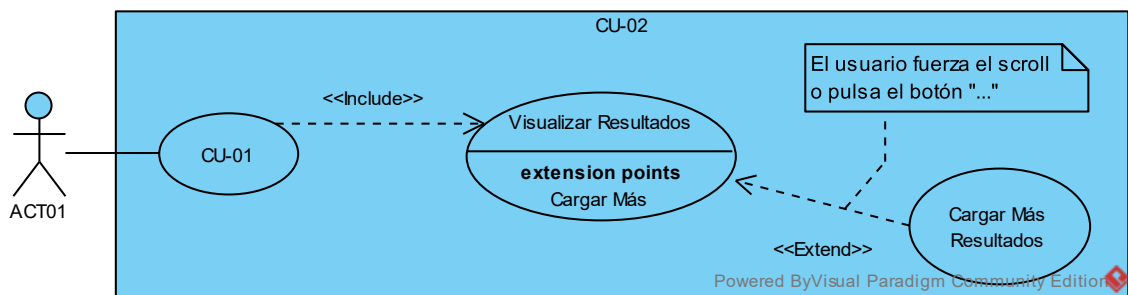 CU-02
El usuario fuerza el scroll
o pulsa el botón "..."
<<Include>>
Visualizar Resultados
CU-01
extension points
Cargar Más
ACT01
Cargar Más
Resultados
<<Extend>>
Powered ByVisual Paradigm Community Edition